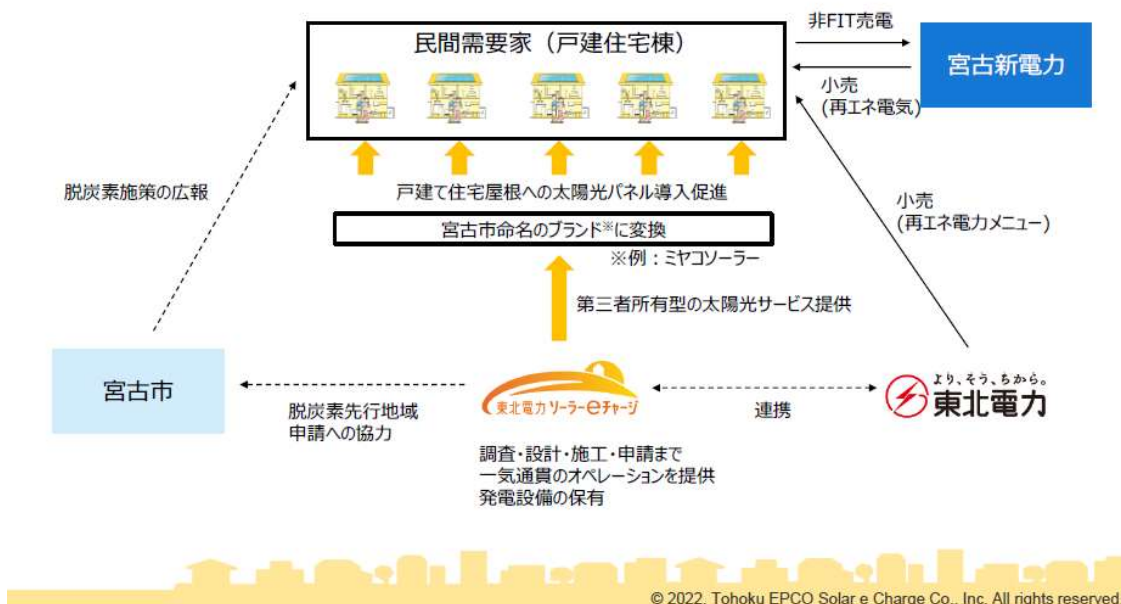 非FIT売電
民間需要家（戸建住宅棟）
宮古新電力
小売
(再エネ電気)
脱炭素施策の広報
戸建て住宅屋根への太陽光パネル導入促進
小売
(再エネ電力メニュー)
宮古市命名のブランド※に変換
※例：ミヤコソーラー
第三者所有型の太陽光サービス提供
宮古市
脱炭素先行地域
申請への協力
東北電力 ソーラーeチャージ
連携
より、そう、ちから。
東北電力
調査・設計・施工・申請まで
一気通貫のオペレーションを提供
発電設備の保有
© 2022. Tohoku EPCO Solar e Charge Co., Inc. All rights reserved